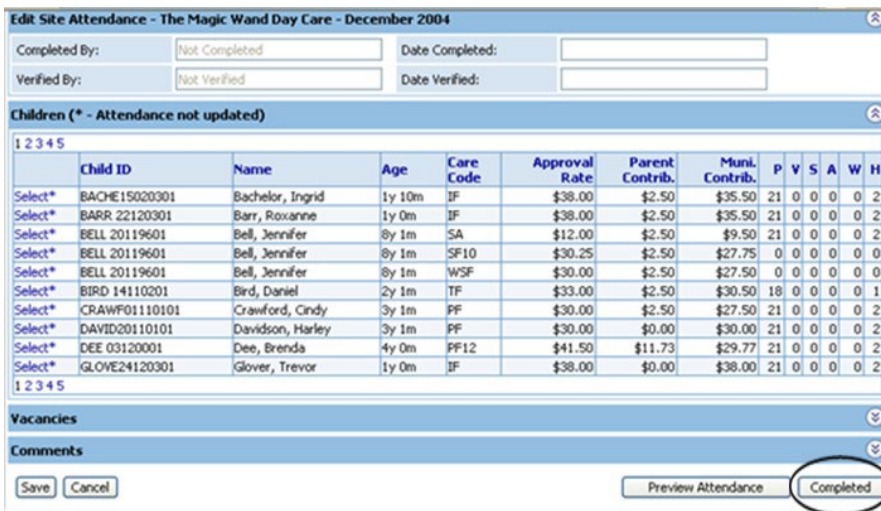 Edit Site Attendance - The Magic Wand Day Care - December 2004
Completed By: Not Completed Date Completed:
Verified By: Not Verified Date Verified:
Children (* - Attendance not updated)
1 2 3 4 5
Child ID Name Age Care Code Approval Rate Parent Contrib. Muni. Contrib. P V S A W H
Select* BACHE15020301 Bachelor, Ingrid 1y 10m IF $38.00 $2.50 $35.50 21 0 0 0 0 2
Select* BARR 22120301 Barr, Roxanne 1y 0m IF $38.00 $2.50 $35.50 21 0 0 0 0 2
Select* BELL 20119601 Bell, Jennifer 8y 1m SA $12.00 $2.50 $9.50 21 0 0 0 0 2
Select* BELL 20119601 Bell, Jennifer 8y 1m SF10 $30.25 $2.50 $27.75 0 0 0 0 0 0
Select* BELL 20119601 Bell, Jennifer 8y 1m WSF $30.00 $2.50 $27.50 0 0 0 0 0 0
Select* BIRD 14110201 Bird, Daniel 2y 1m TF $33.00 $2.50 $30.50 18 0 0 0 0 1
Select* CRAWF01110101 Crawford, Cindy 3y 1m PF $30.00 $2.50 $27.50 21 0 0 0 0 2
Select* DAVID20110101 Davidson, Harley 3y 1m PF $30.00 $0.00 $30.00 21 0 0 0 0 2
Select* DEE 03120001 Dee, Brenda 4y 0m PF12 $41.50 $11.73 $29.77 21 0 0 0 0 2
Select* GLOVE24120301 Glover, Trevor 1y 0m IF $38.00 $0.00 $38.00 21 0 0 0 0 2
1 2 3 4 5
Vacancies
Comments
Save Cancel Preview Attendance Completed